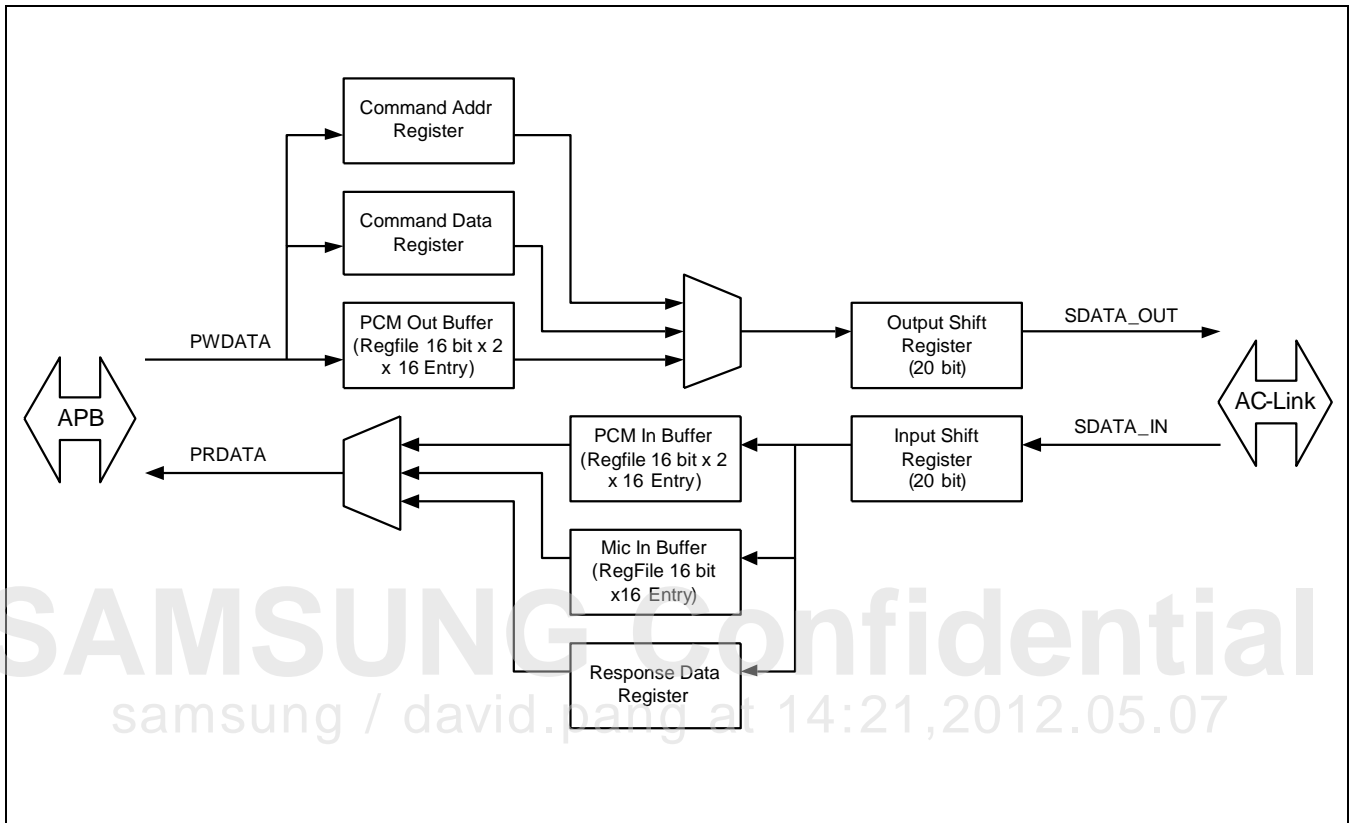 Command Addr
Register
Command Data
Register
PWDATA
PCM Out Buffer
(Regfile 16 bit x 2
x 16 Entry)
Output Shift
Register
(20 bit)
SDATA_OUT
APB
AC-Link
PRDATA
PCM In Buffer
(Regfile 16 bit x 2
x 16 Entry)
Input Shift
Register
(20 bit)
SDATA_IN
Mic In Buffer
(RegFile 16 bit
x16 Entry)
Response Data
Register
SAMSUNG Confidential
samsung / david.pang at 14:21,2012.05.07